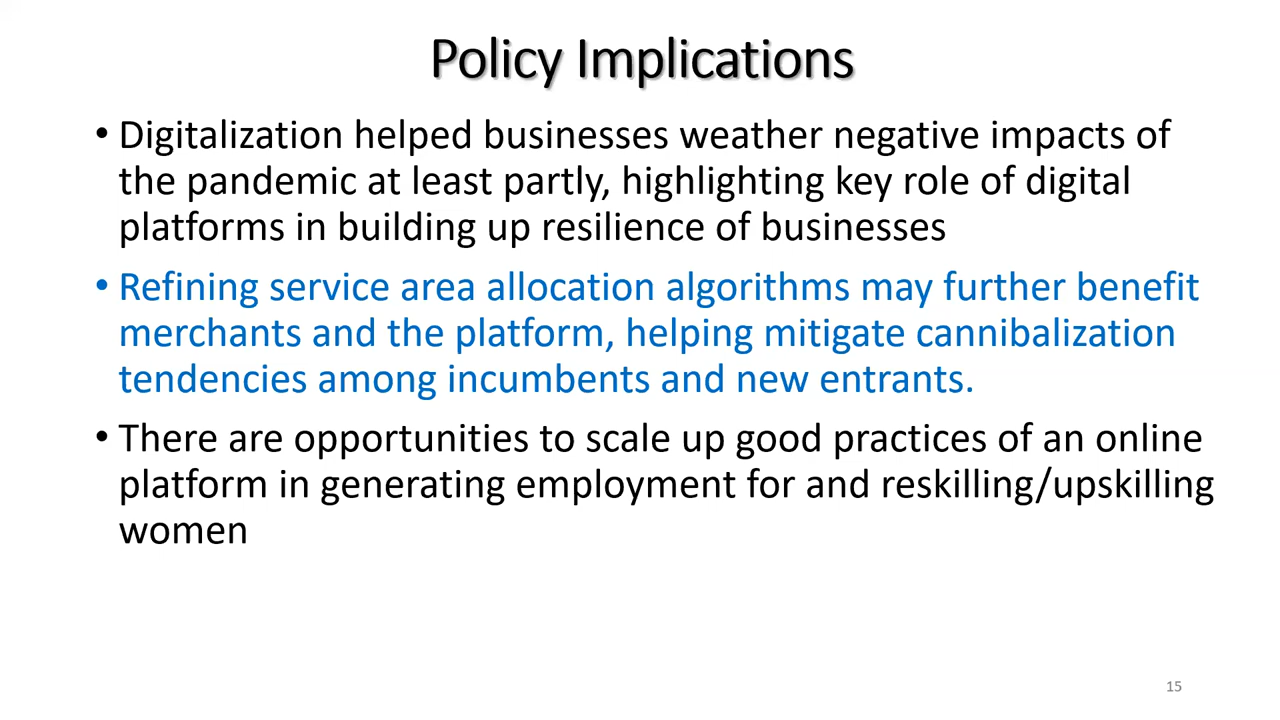 Policy Implications
• Digitalization helped businesses weather negative impacts of
the pandemic at least partly, highlighting key role of digital
platforms in building up resilience of businesses
• Refining service area allocation algorithms may further benefit
merchants and the platform, helping mitigate cannibalization
tendencies among incumbents and new entrants.
• There are opportunities to scale up good practices of an online
platform in generating employment for and reskilling/upskilling
women
15